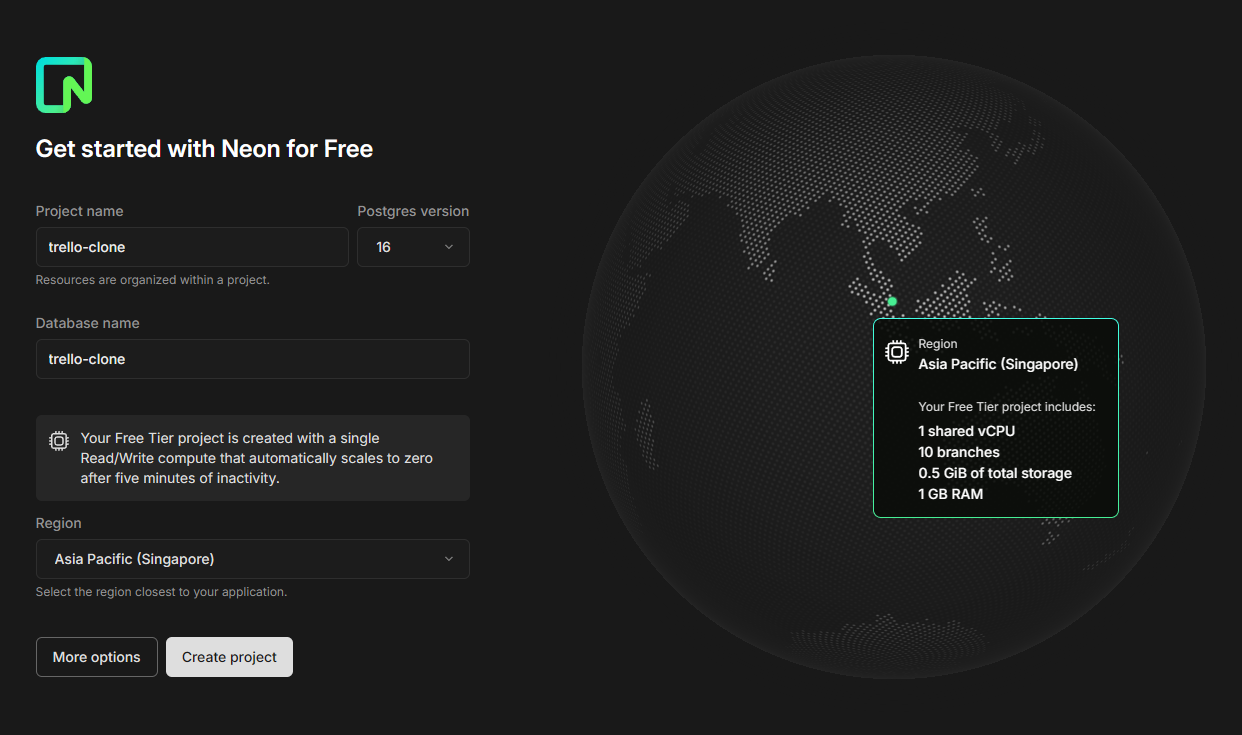 Get started with Neon for Free
Project name
Postgres version
trello-clone
16
Resources are organized within a project.
Database name
trello-clone
Your Free Tier project is created with a single
Read/Write compute that automatically scales to zero
after five minutes of inactivity.
Region
Asia Pacific (Singapore)
Select the region closest to your application.
More options
Create project
Region
Asia Pacific (Singapore)
Your Free Tier project includes:
1 shared vCPU
10 branches
0.5 GiB of total storage
1 GB RAM